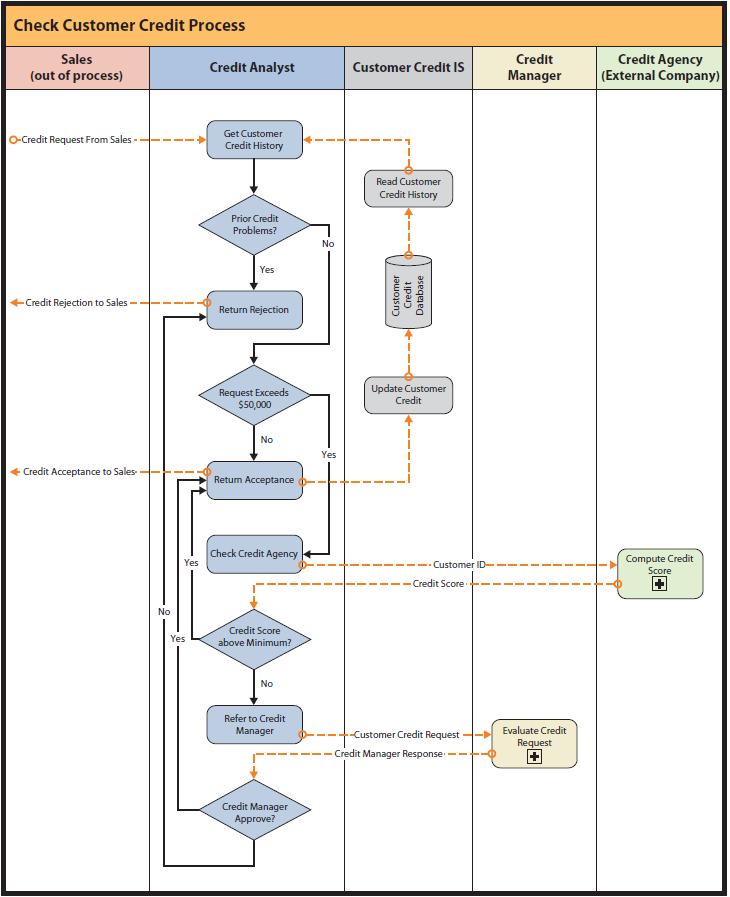 Check Customer Credit Process
Sales
(out of process)
Credit Analyst
Customer Credit IS
Credit
Manager
Credit Agency
(External Company)
Credit Request From Sales
Get Customer
Credit History
Read Customer
Credit History
Prior Credit
Problems?
No
Yes
Customer
Credit
Database
Credit Rejection to Sales
Return Rejection
Request Exceeds
$50,000
Update Customer
Credit
No
Yes
Credit Acceptance to Sales
Return Acceptance
Check Credit Agency
Yes
Customer ID
Compute Credit
Score
Credit Score
No
Credit Score
above Minimum?
Yes
No
Refer to Credit
Manager
Customer Credit Request
Evaluate Credit
Request
Credit Manager Response
Credit Manager
Approve?